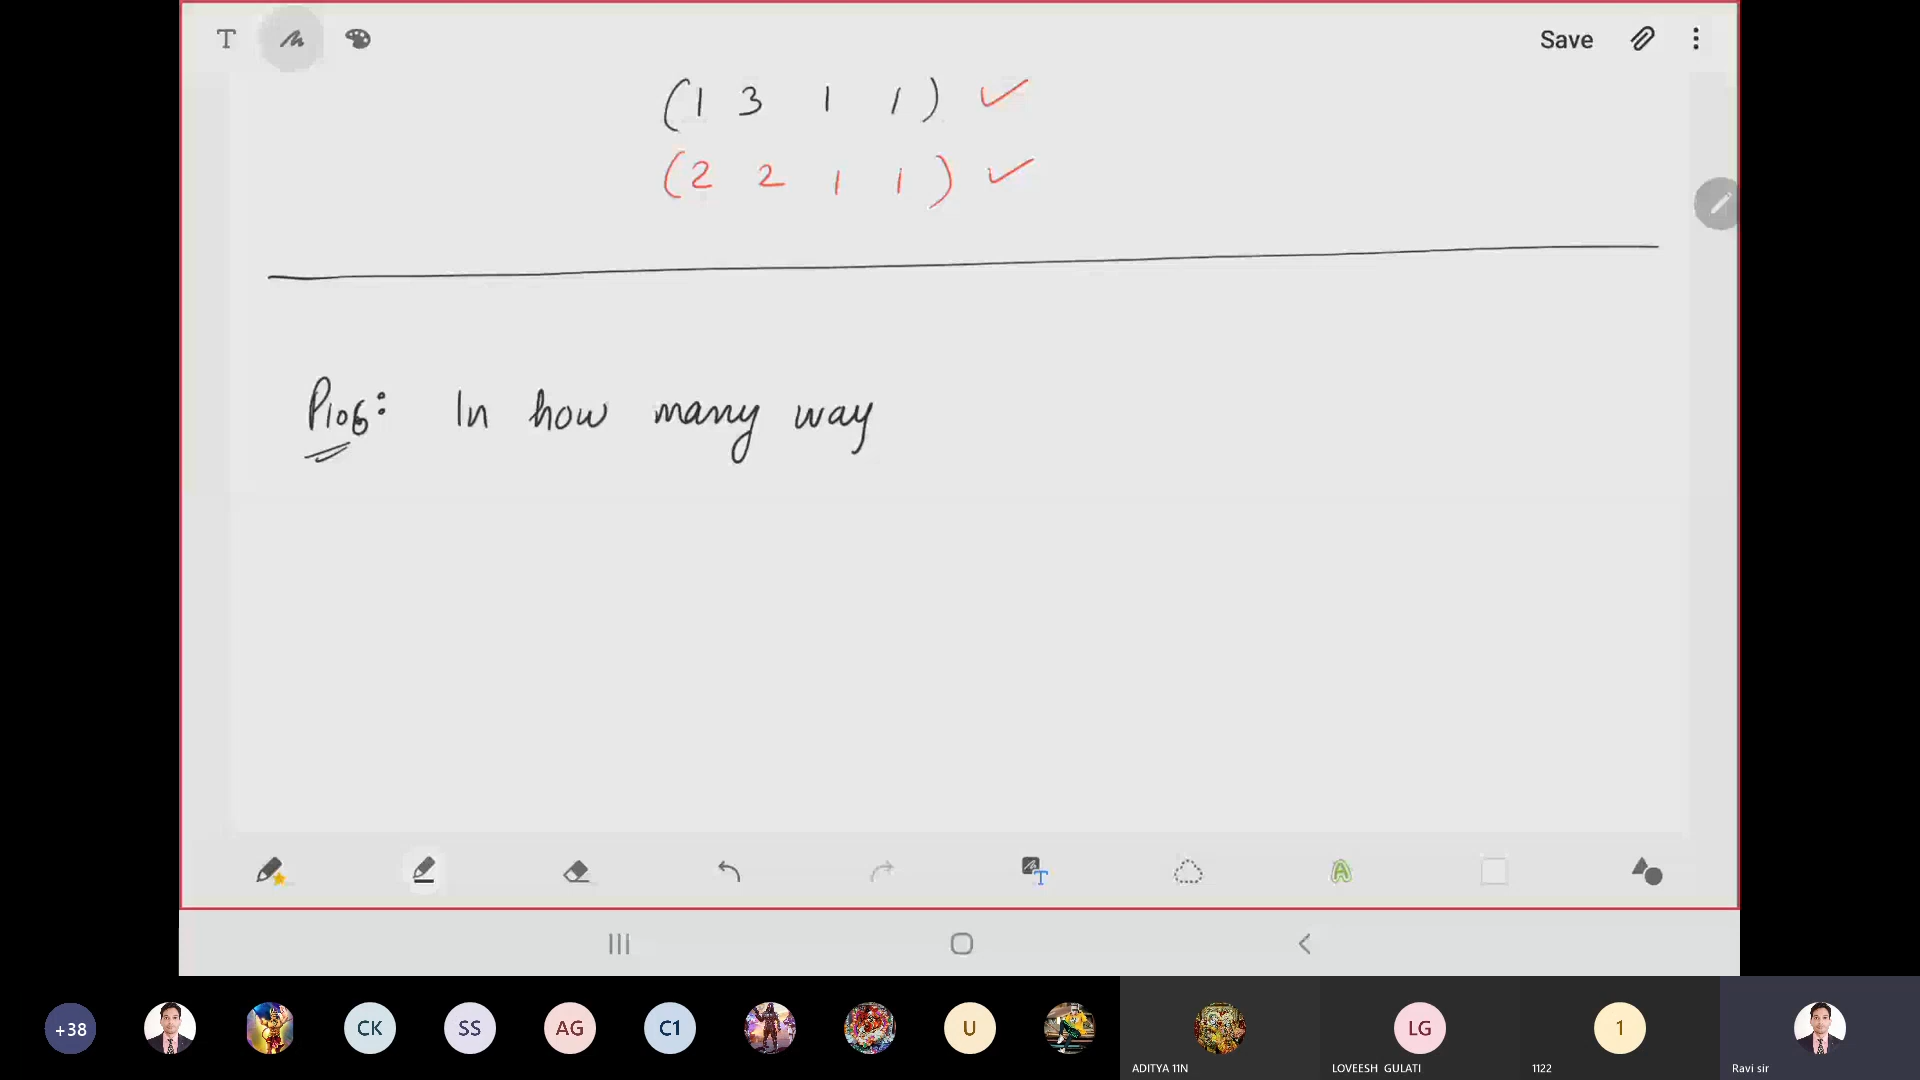 T
Save
(1 3 1 1) ✓
(2 2 1 1) ✓
Prob: In how many way
T
A
+38
CK
SS
AG
C1
U
LG
1
ADITYA 11N
LOVEESH GULATI
1122
Ravi sir